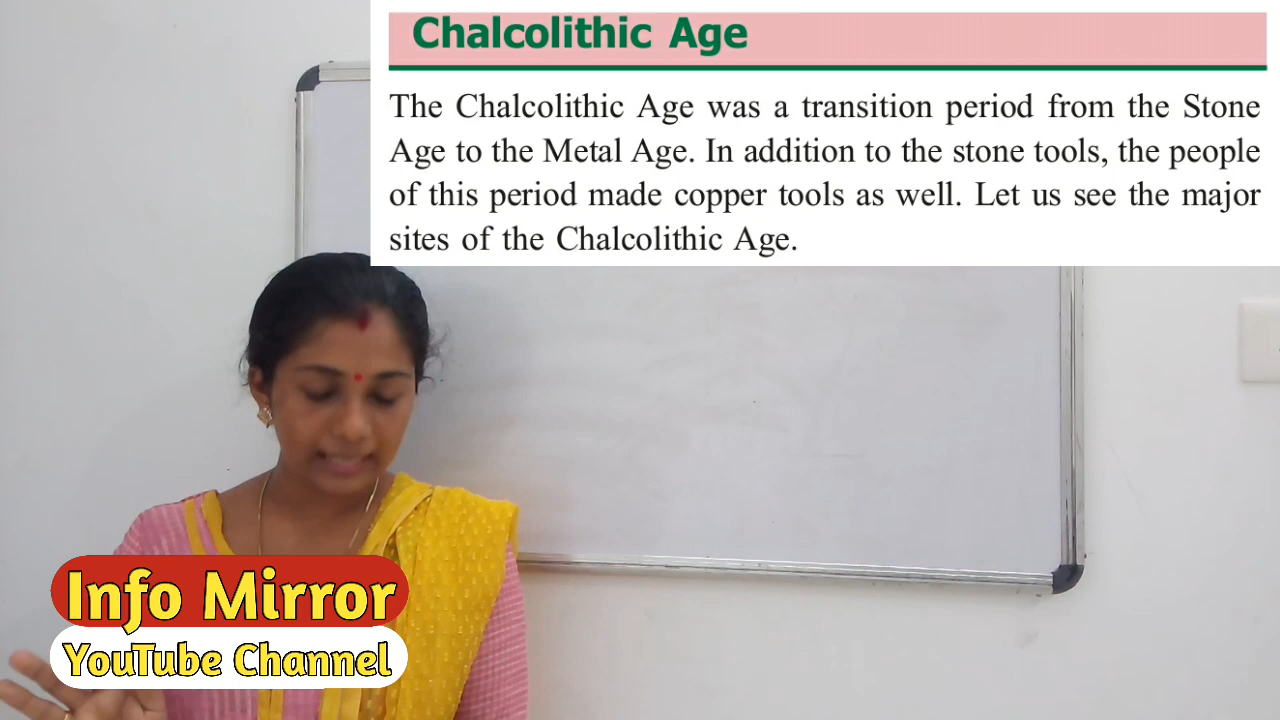 Chalcolithic Age
The Chalcolithic Age was a transition period from the Stone
Age to the Metal Age. In addition to the stone tools, the people
of this period made copper tools as well. Let us see the major
sites of the Chalcolithic Age.
Info Mirror
YouTube Channel